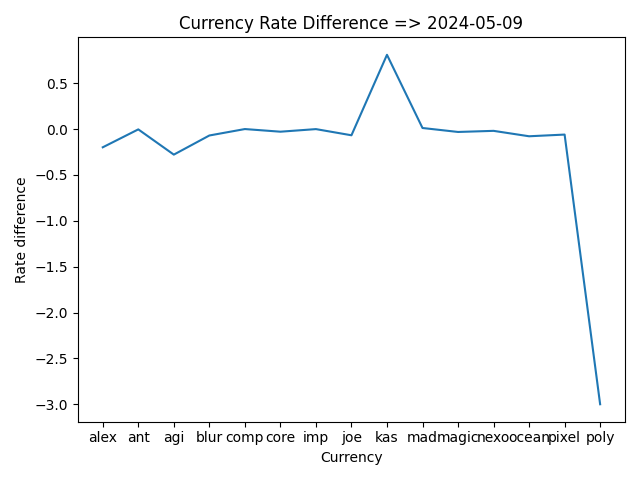 Currency Rate Difference => 2024-05-09
Rate difference
0.5
0.0
−0.5
−1.0
−1.5
−2.0
−2.5
−3.0
alex ant agi blur comp core imp joe kas mad magic nexo ocean pixel poly
Currency